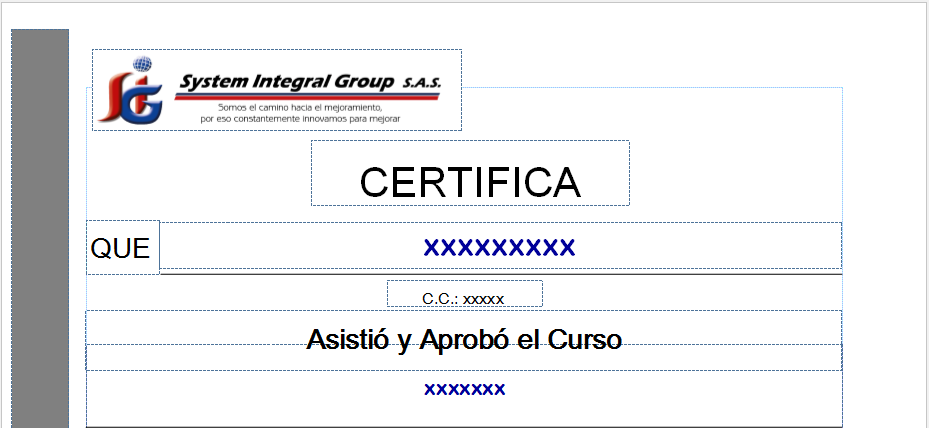 System Integral Group S.A.S.
Somos el camino hacia el mejoramiento,
por eso constantemente innovamos para mejorar
CERTIFICA
QUE xxxxxxxxx
C.C.: xxxxx
Asistió y Aprobó el Curso
xxxxxxx